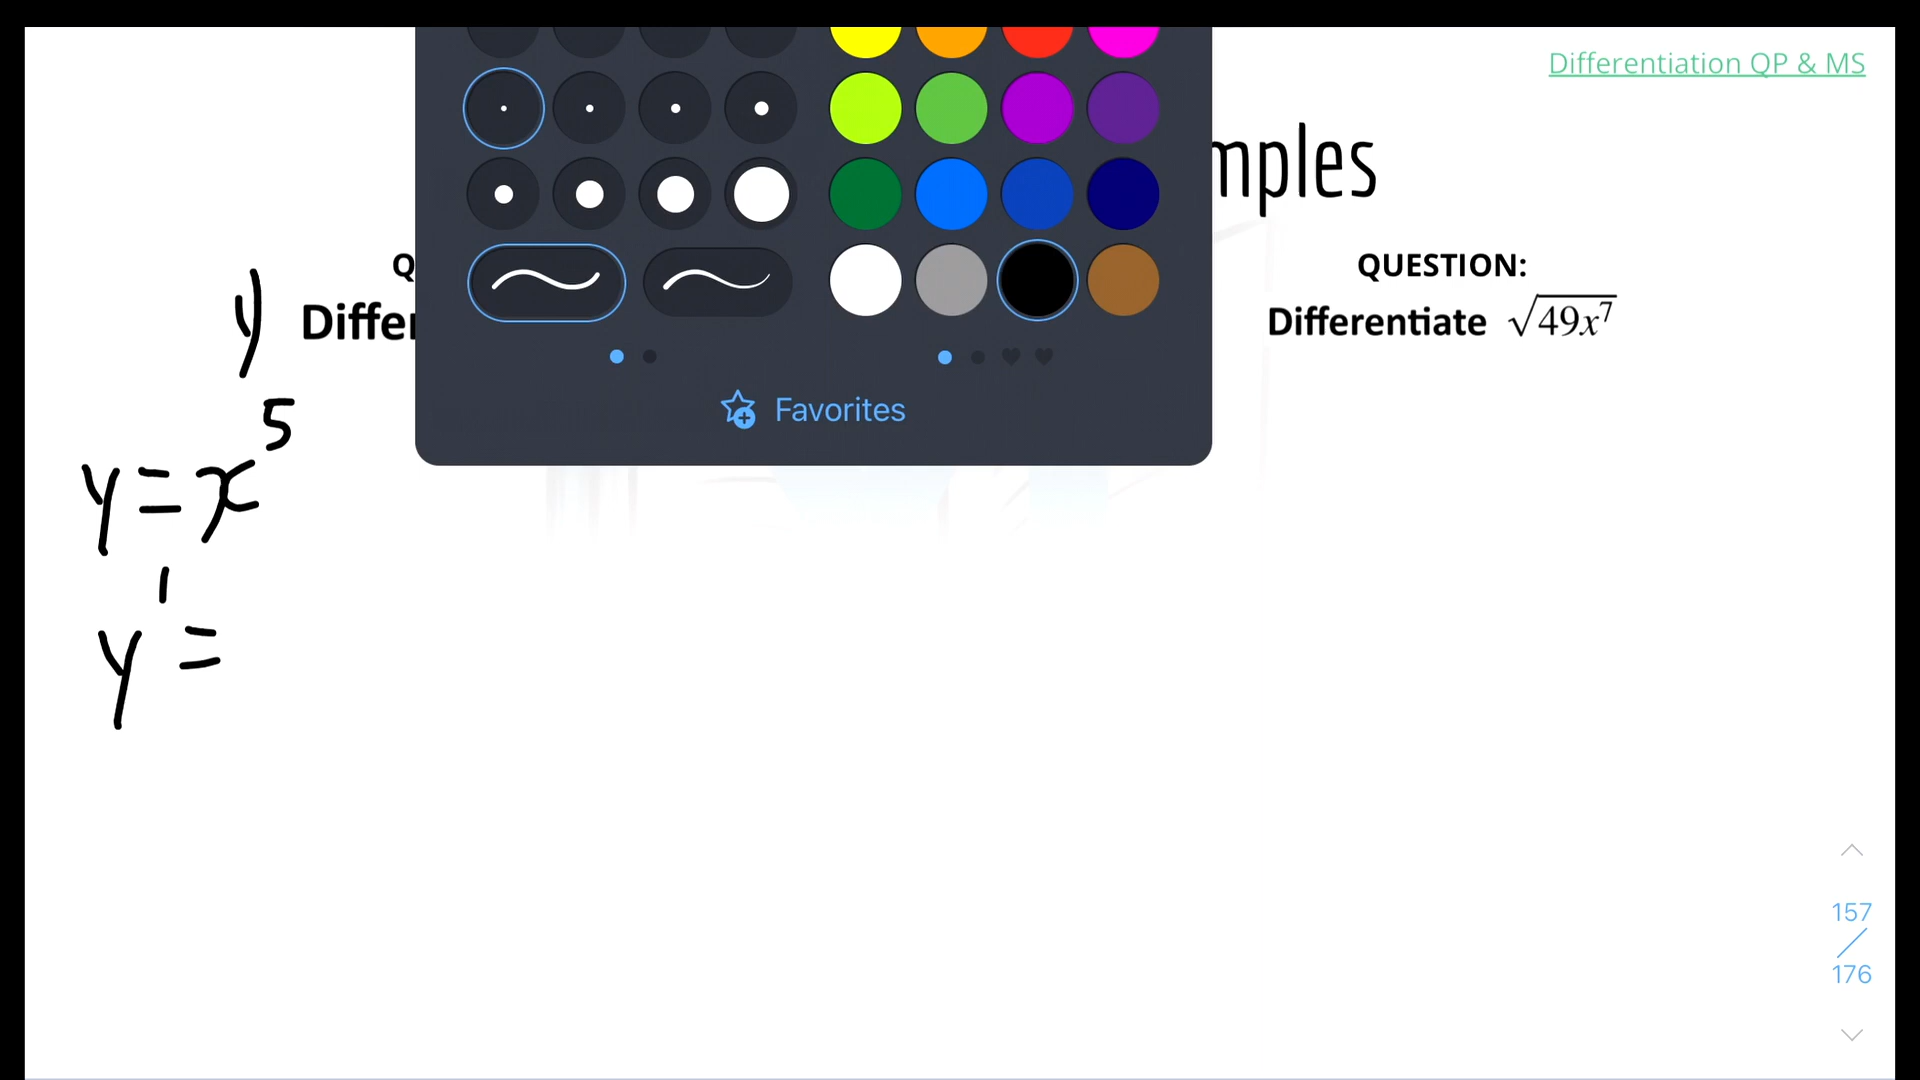 Differentiation QP & MS
mples
Q
QUESTION:
y Differ
Differentiate √49x⁷
Favorites
y = x⁵
y' =
157
/
176